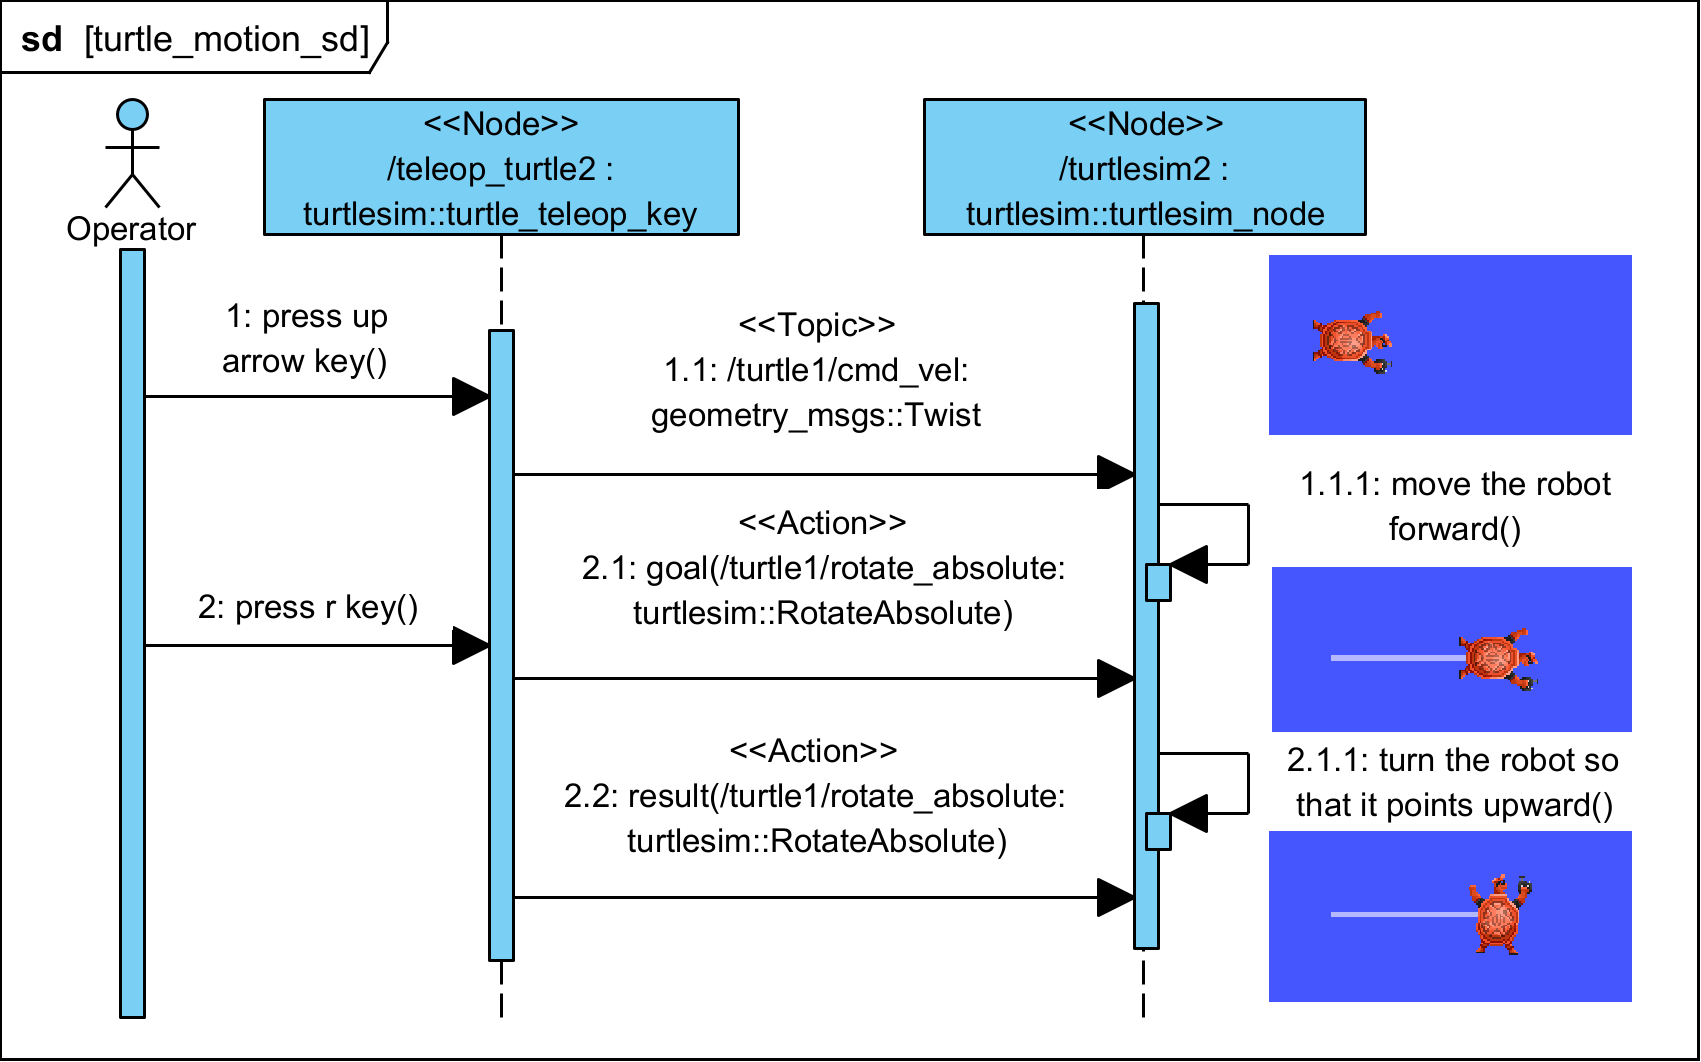 sd [turtle_motion_sd]
Operator
<<Node>>
/teleop_turtle2 :
turtlesim::turtle_teleop_key
<<Node>>
/turtlesim2 :
turtlesim::turtlesim_node
1: press up
arrow key()
<<Topic>>
1.1: /turtle1/cmd_vel:
geometry_msgs::Twist
1.1.1: move the robot
forward()
2: press r key()
<<Action>>
2.1: goal(/turtle1/rotate_absolute:
turtlesim::RotateAbsolute)
2.1.1: turn the robot so
that it points upward()
<<Action>>
2.2: result(/turtle1/rotate_absolute:
turtlesim::RotateAbsolute)